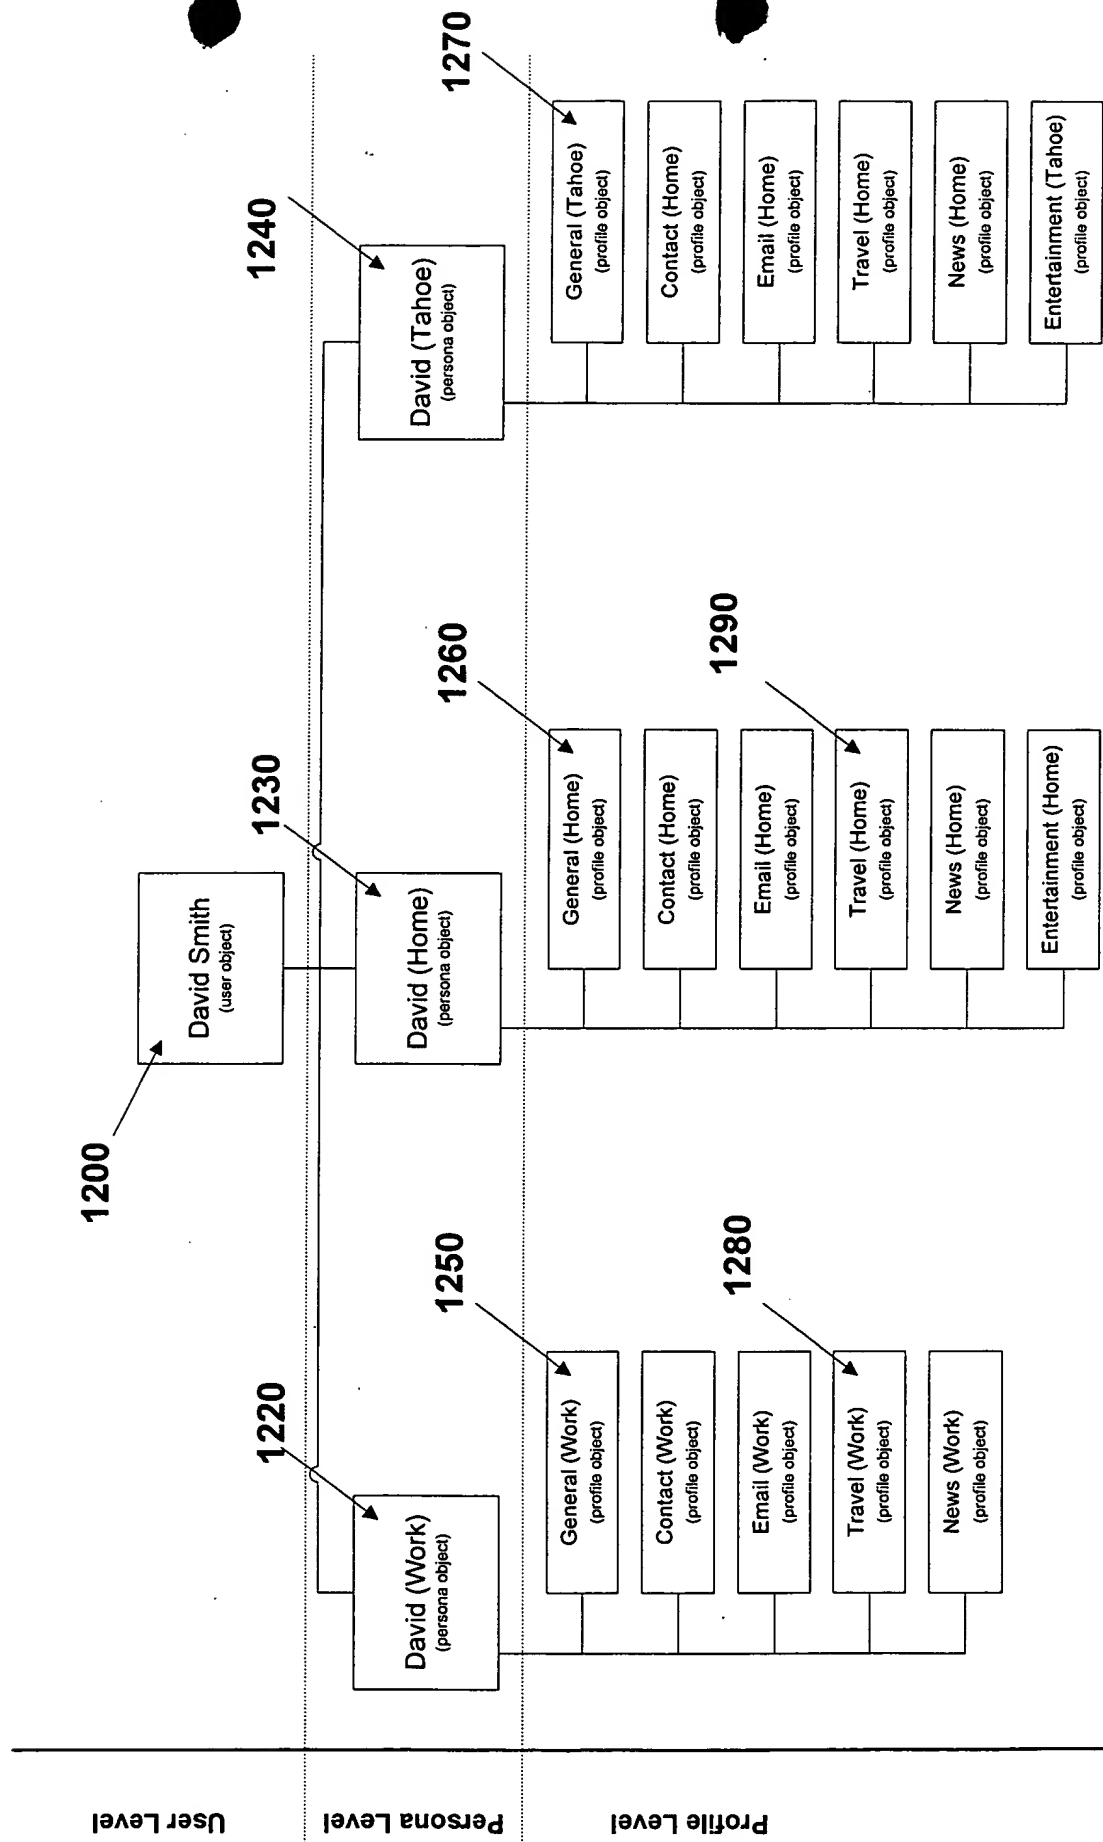 User Level
1200
David Smith
(user object)
Persona Level
1220
David (Work)
(persona object)
1230
David (Home)
(persona object)
1240
David (Tahoe)
(persona object)
Profile Level
1250
General (Work)
(profile object)
Contact (Work)
(profile object)
Email (Work)
(profile object)
1280
Travel (Work)
(profile object)
News (Work)
(profile object)
1260
General (Home)
(profile object)
Contact (Home)
(profile object)
Email (Home)
(profile object)
1290
Travel (Home)
(profile object)
News (Home)
(profile object)
Entertainment (Home)
(profile object)
1270
General (Tahoe)
(profile object)
Contact (Home)
(profile object)
Email (Home)
(profile object)
Travel (Home)
(profile object)
News (Home)
(profile object)
Entertainment (Tahoe)
(profile object)